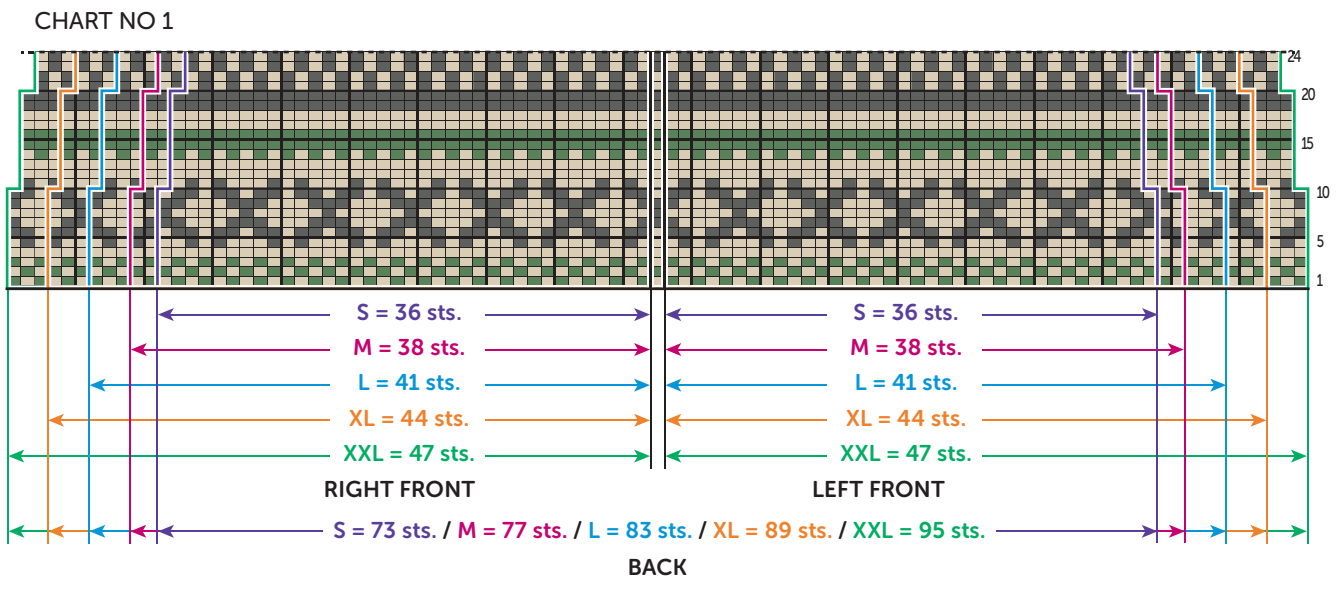 CHART NO 1
24
20
15
10
5
1
S = 36 sts. S = 36 sts.
M = 38 sts. M = 38 sts.
L = 41 sts. L = 41 sts.
XL = 44 sts. XL = 44 sts.
XXL = 47 sts. XXL = 47 sts.
RIGHT FRONT LEFT FRONT
S = 73 sts. / M = 77 sts. / L = 83 sts. / XL = 89 sts. / XXL = 95 sts.
BACK